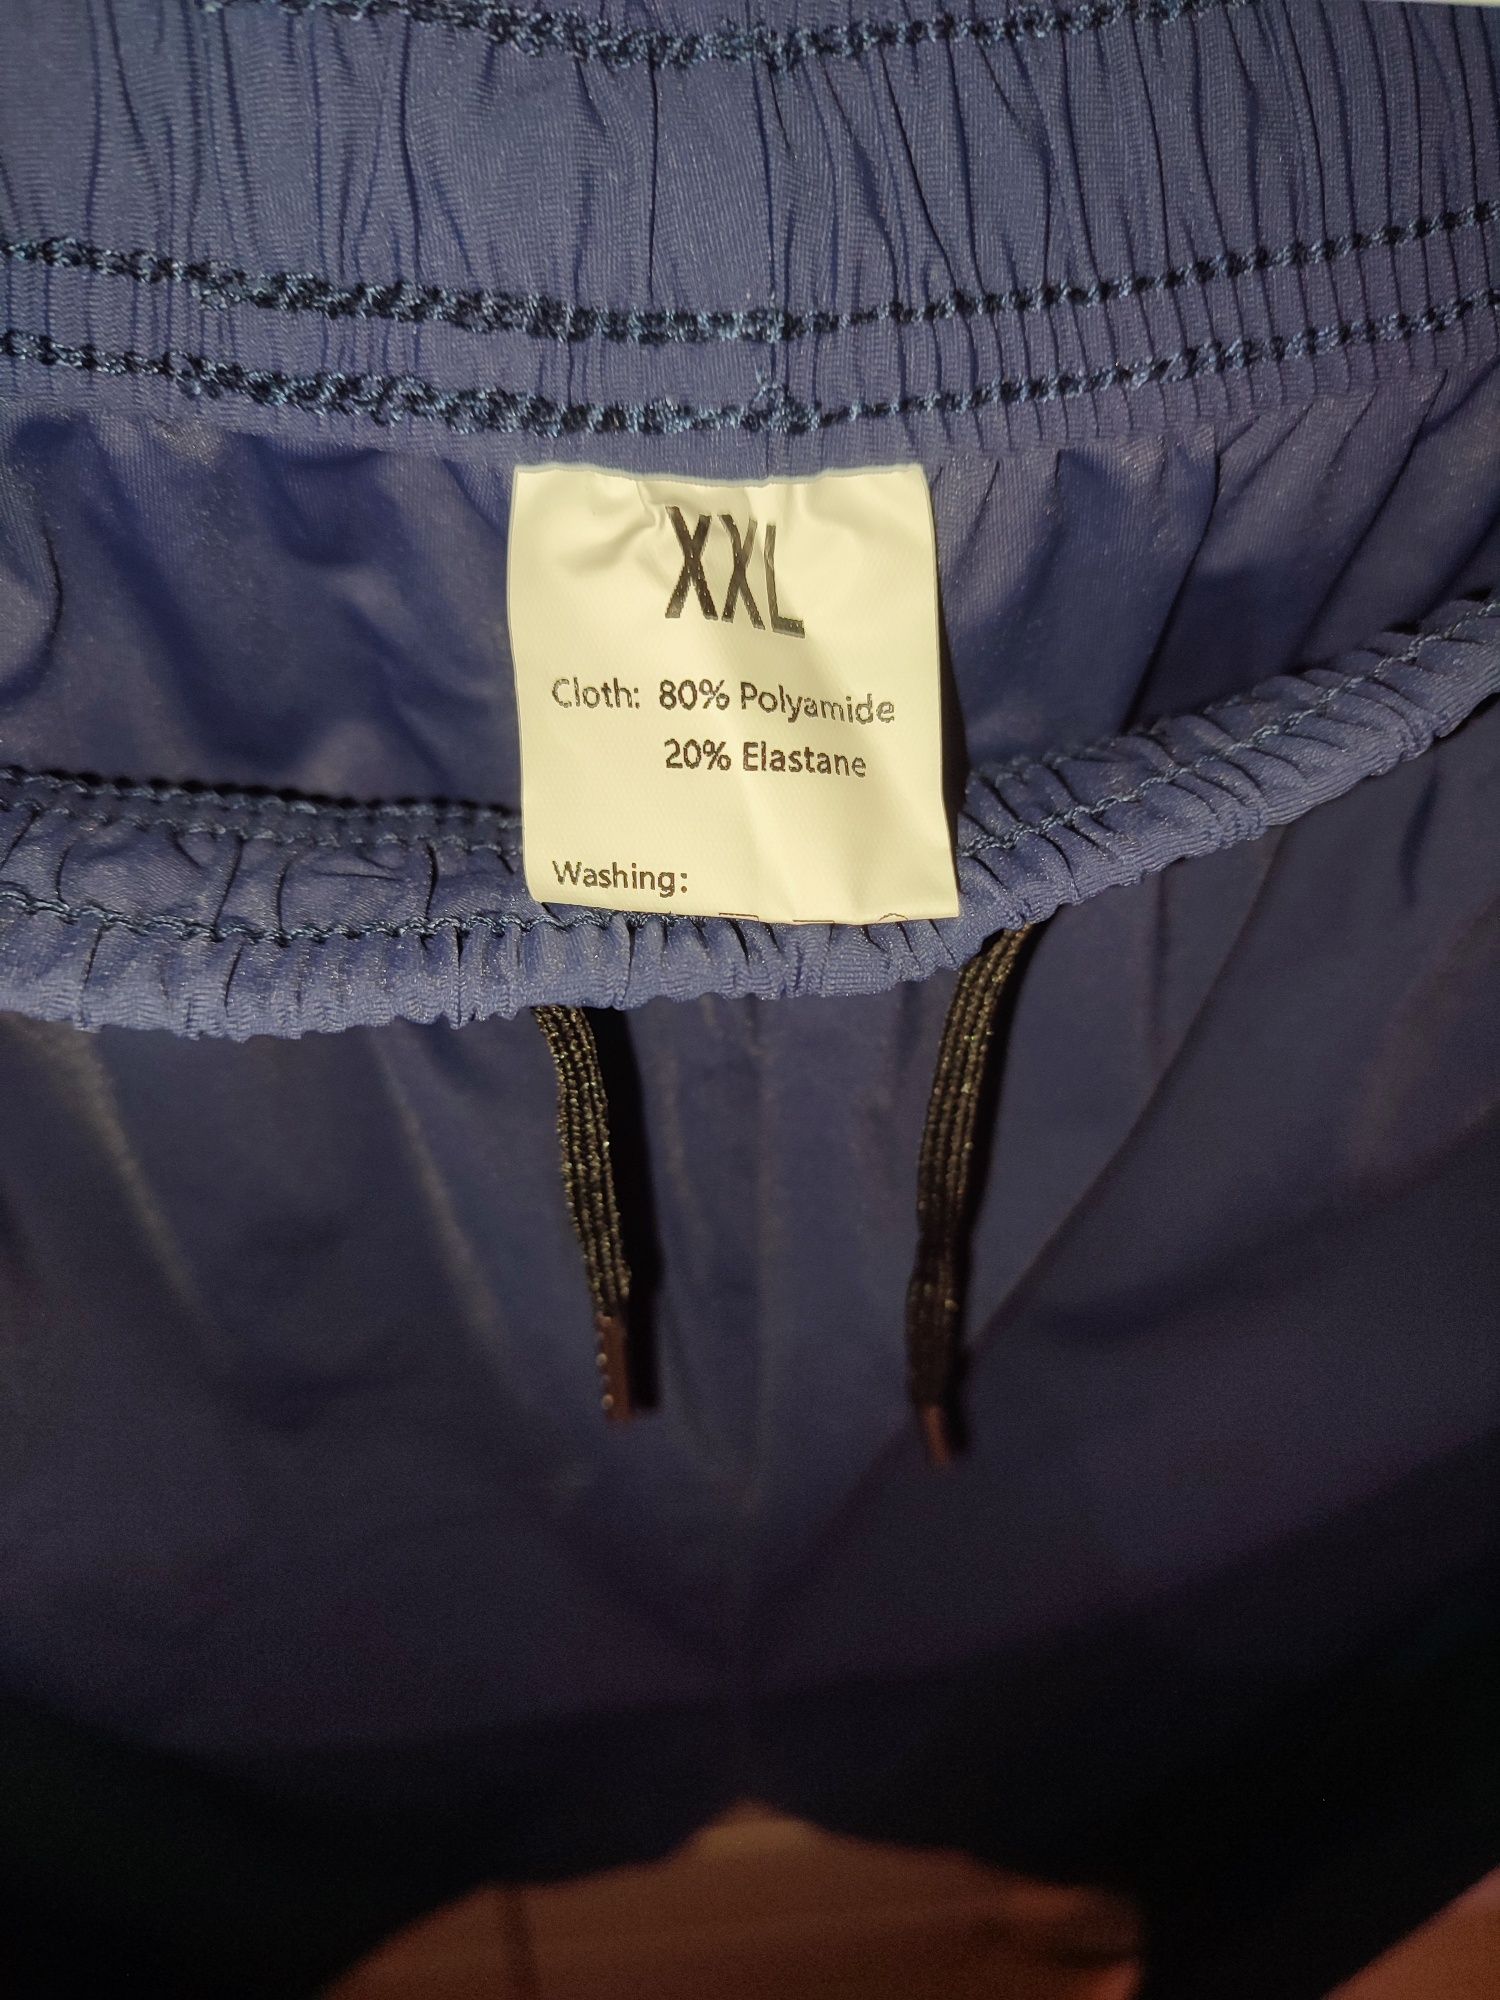 XXL
Cloth: 80% Polyamide
20% Elastane
Washing: